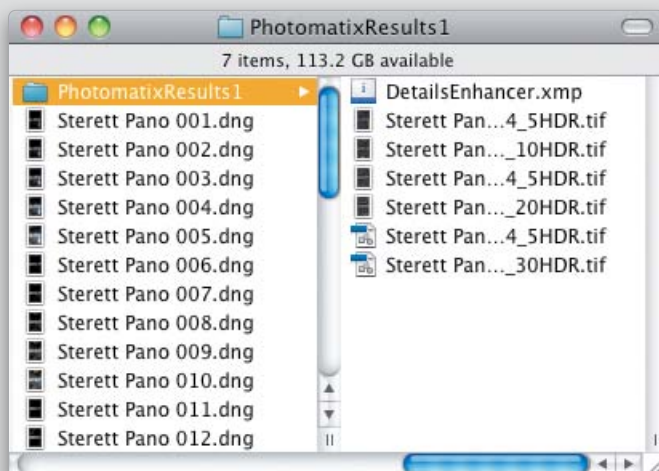 PhotomatixResults1
7 items, 113.2 GB available
PhotomatixResults1
Sterett Pano 001.dng
Sterett Pano 002.dng
Sterett Pano 003.dng
Sterett Pano 004.dng
Sterett Pano 005.dng
Sterett Pano 006.dng
Sterett Pano 007.dng
Sterett Pano 008.dng
Sterett Pano 009.dng
Sterett Pano 010.dng
Sterett Pano 011.dng
Sterett Pano 012.dng
DetailsEnhancer.xmp
Sterett Pan...4_5HDR.tif
Sterett Pan..._10HDR.tif
Sterett Pan...4_5HDR.tif
Sterett Pan..._20HDR.tif
Sterett Pan...4_5HDR.tif
Sterett Pan..._30HDR.tif